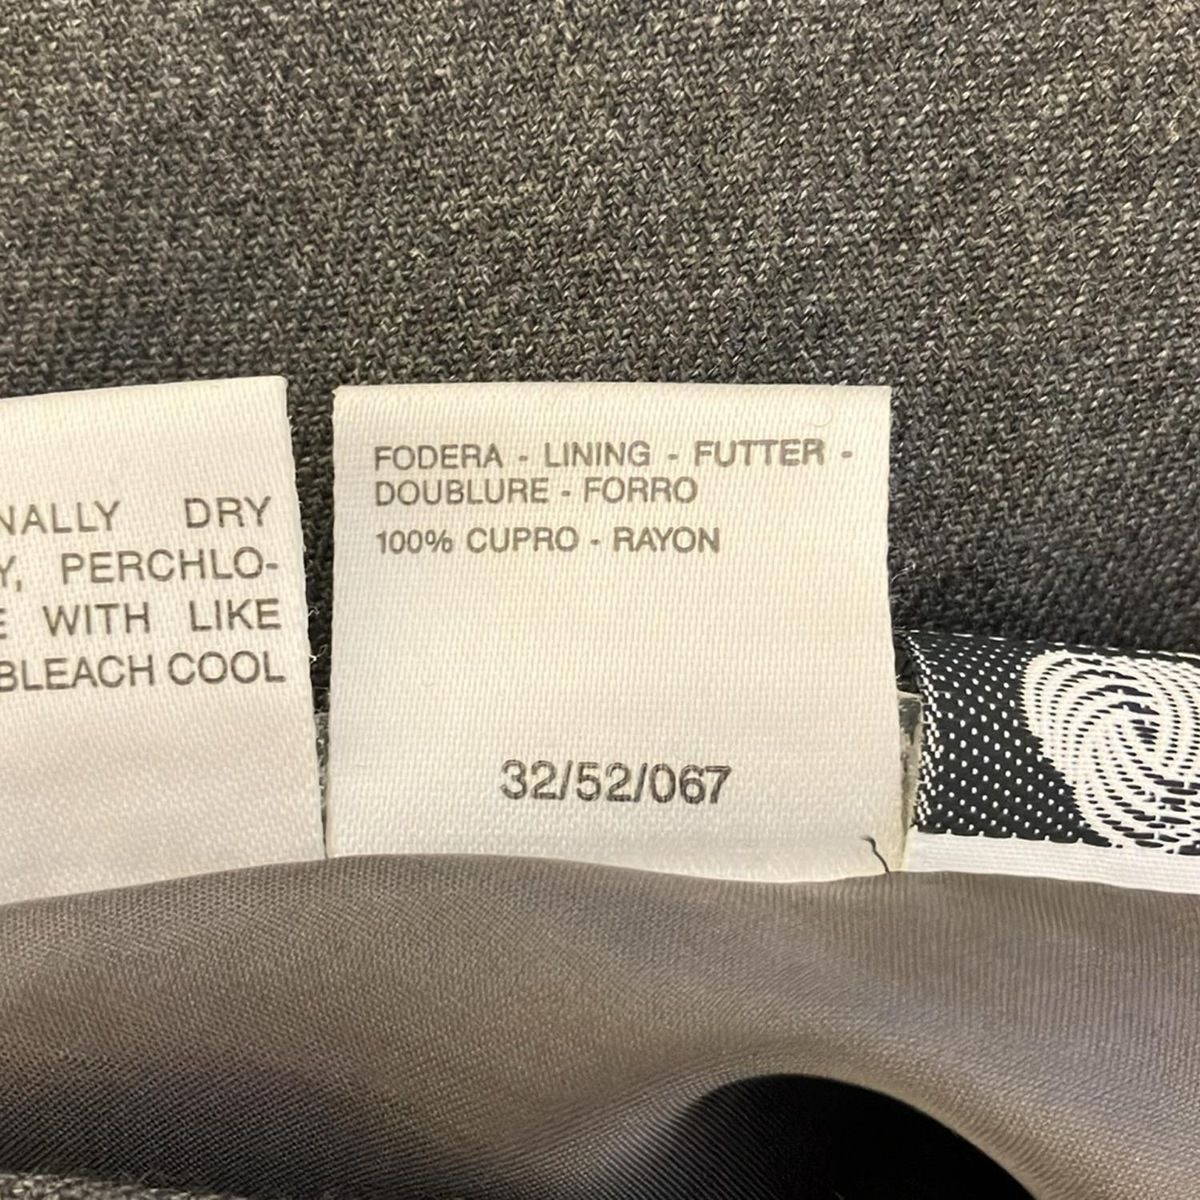 NALLY DRY
Y, PERCHLO-
E WITH LIKE
BLEACH COOL
FODERA - LINING - FUTTER -
DOUBLURE - FORRO
100% CUPRO - RAYON
32/52/067